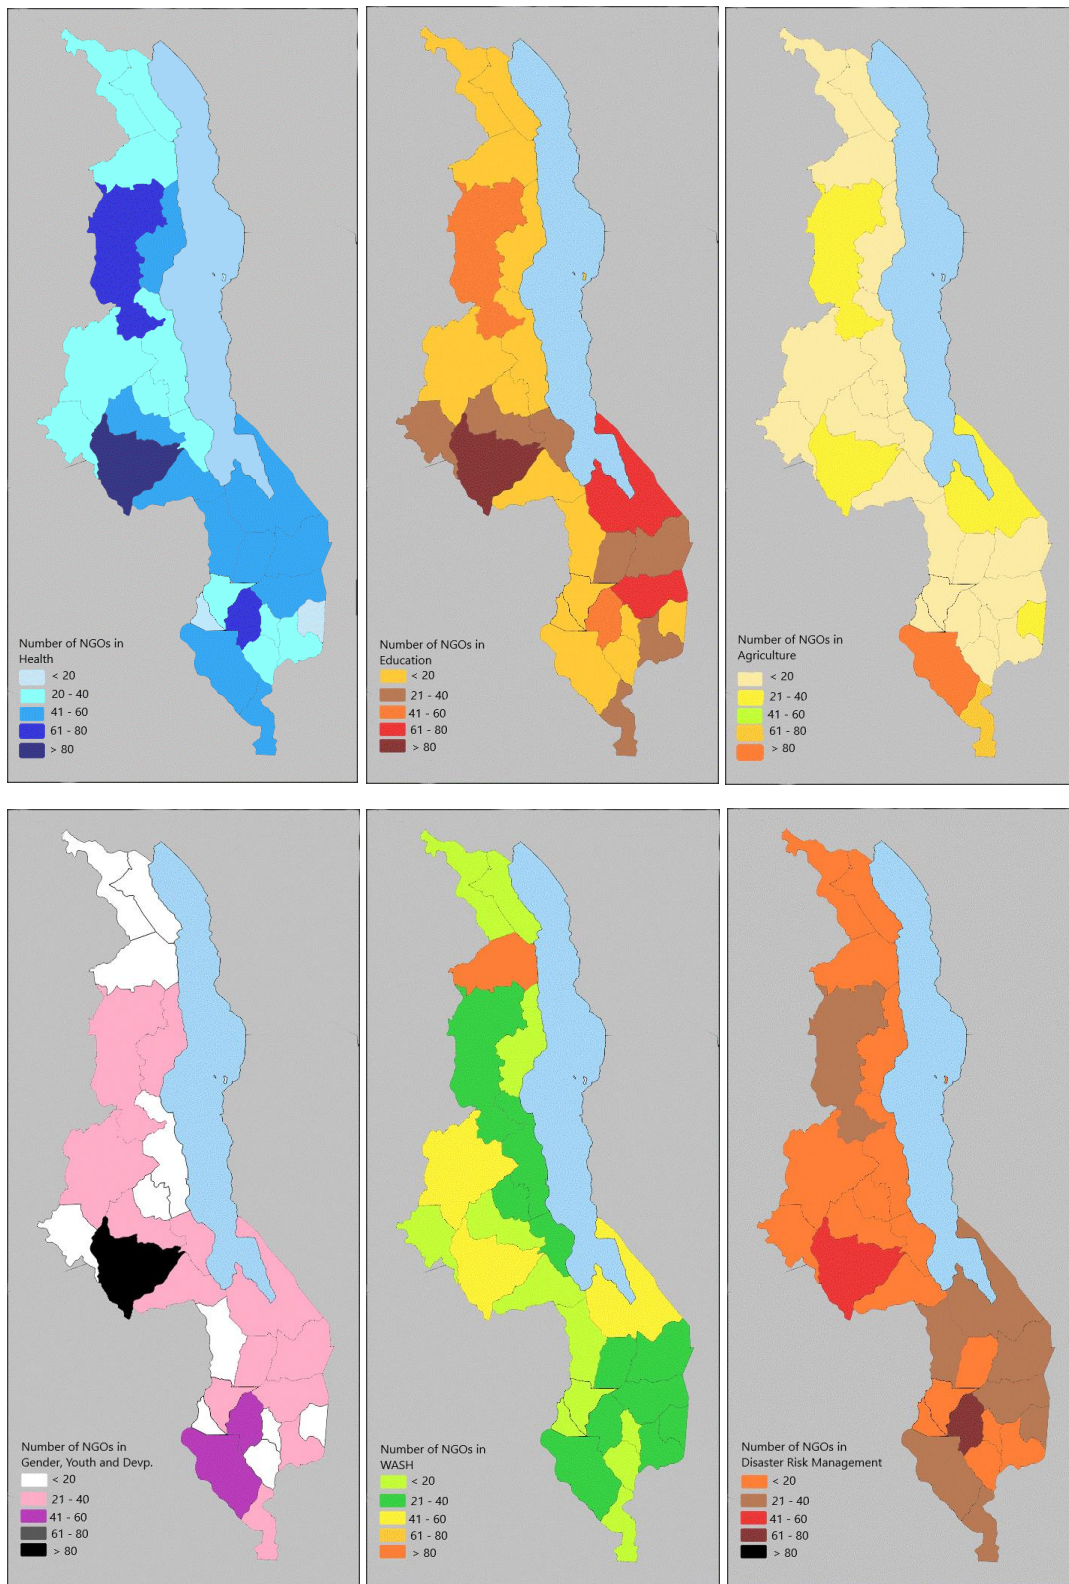 Number of NGOs in
Health
< 20
20 - 40
41 - 60
61 - 80
> 80
Number of NGOs in
Education
< 20
21 - 40
41 - 60
61 - 80
> 80
Number of NGOs in
Agriculture
< 20
21 - 40
41 - 60
61 - 80
> 80
Number of NGOs in
Gender, Youth and Devp.
< 20
21 - 40
41 - 60
61 - 80
> 80
Number of NGOs in
WASH
< 20
21 - 40
41 - 60
61 - 80
> 80
Number of NGOs in
Disaster Risk Management
< 20
21 - 40
41 - 60
61 - 80
> 80